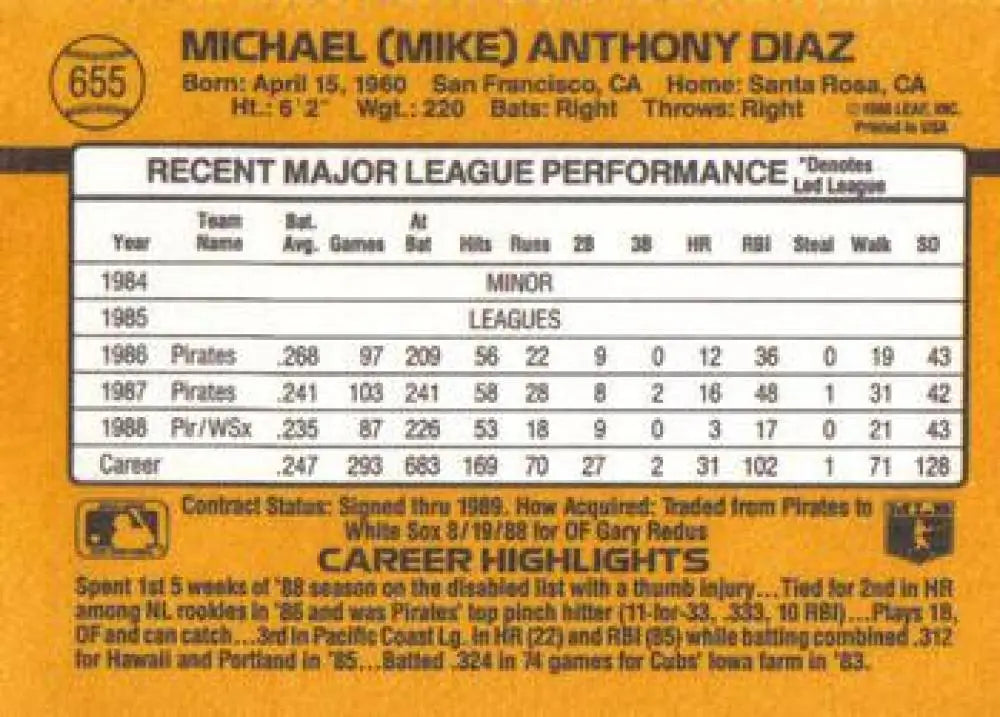 655
MICHAEL (MIKE) ANTHONY DIAZ
Born: April 15, 1960 San Francisco, CA Home: Santa Rosa, CA
Ht.: 6'2" Wgt.: 220 Bats: Right Throws: Right
© 1988 LEAF, INC.
Printed in USA
RECENT MAJOR LEAGUE PERFORMANCE *Denotes Led League
Year Team Name Bat. Avg. Games At Bat Hits Runs 2B 3B HR RBI Steal Walk SO
1984 MINOR
1985 LEAGUES
1986 Pirates .268 97 209 56 22 9 0 12 36 0 19 43
1987 Pirates .241 103 241 58 28 8 2 16 48 1 31 42
1988 Pir/WSx .235 87 226 53 18 9 0 3 17 0 21 43
Career .247 293 683 169 70 27 2 31 102 1 71 128
Contract Status: Signed thru 1989. How Acquired: Traded from Pirates to
White Sox 8/19/88 for OF Gary Redus
CAREER HIGHLIGHTS
Spent 1st 5 weeks of '88 season on the disabled list with a thumb injury...Tied for 2nd in HR
among NL rookies in '86 and was Pirates' top pinch hitter (11-for-33, .333, 10 RBI)...Plays 1B,
OF and can catch...3rd in Pacific Coast Lg. in HR (22) and RBI (85) while batting combined .312
for Hawaii and Portland in '85...Batted .324 in 74 games for Cubs' Iowa farm in '83.